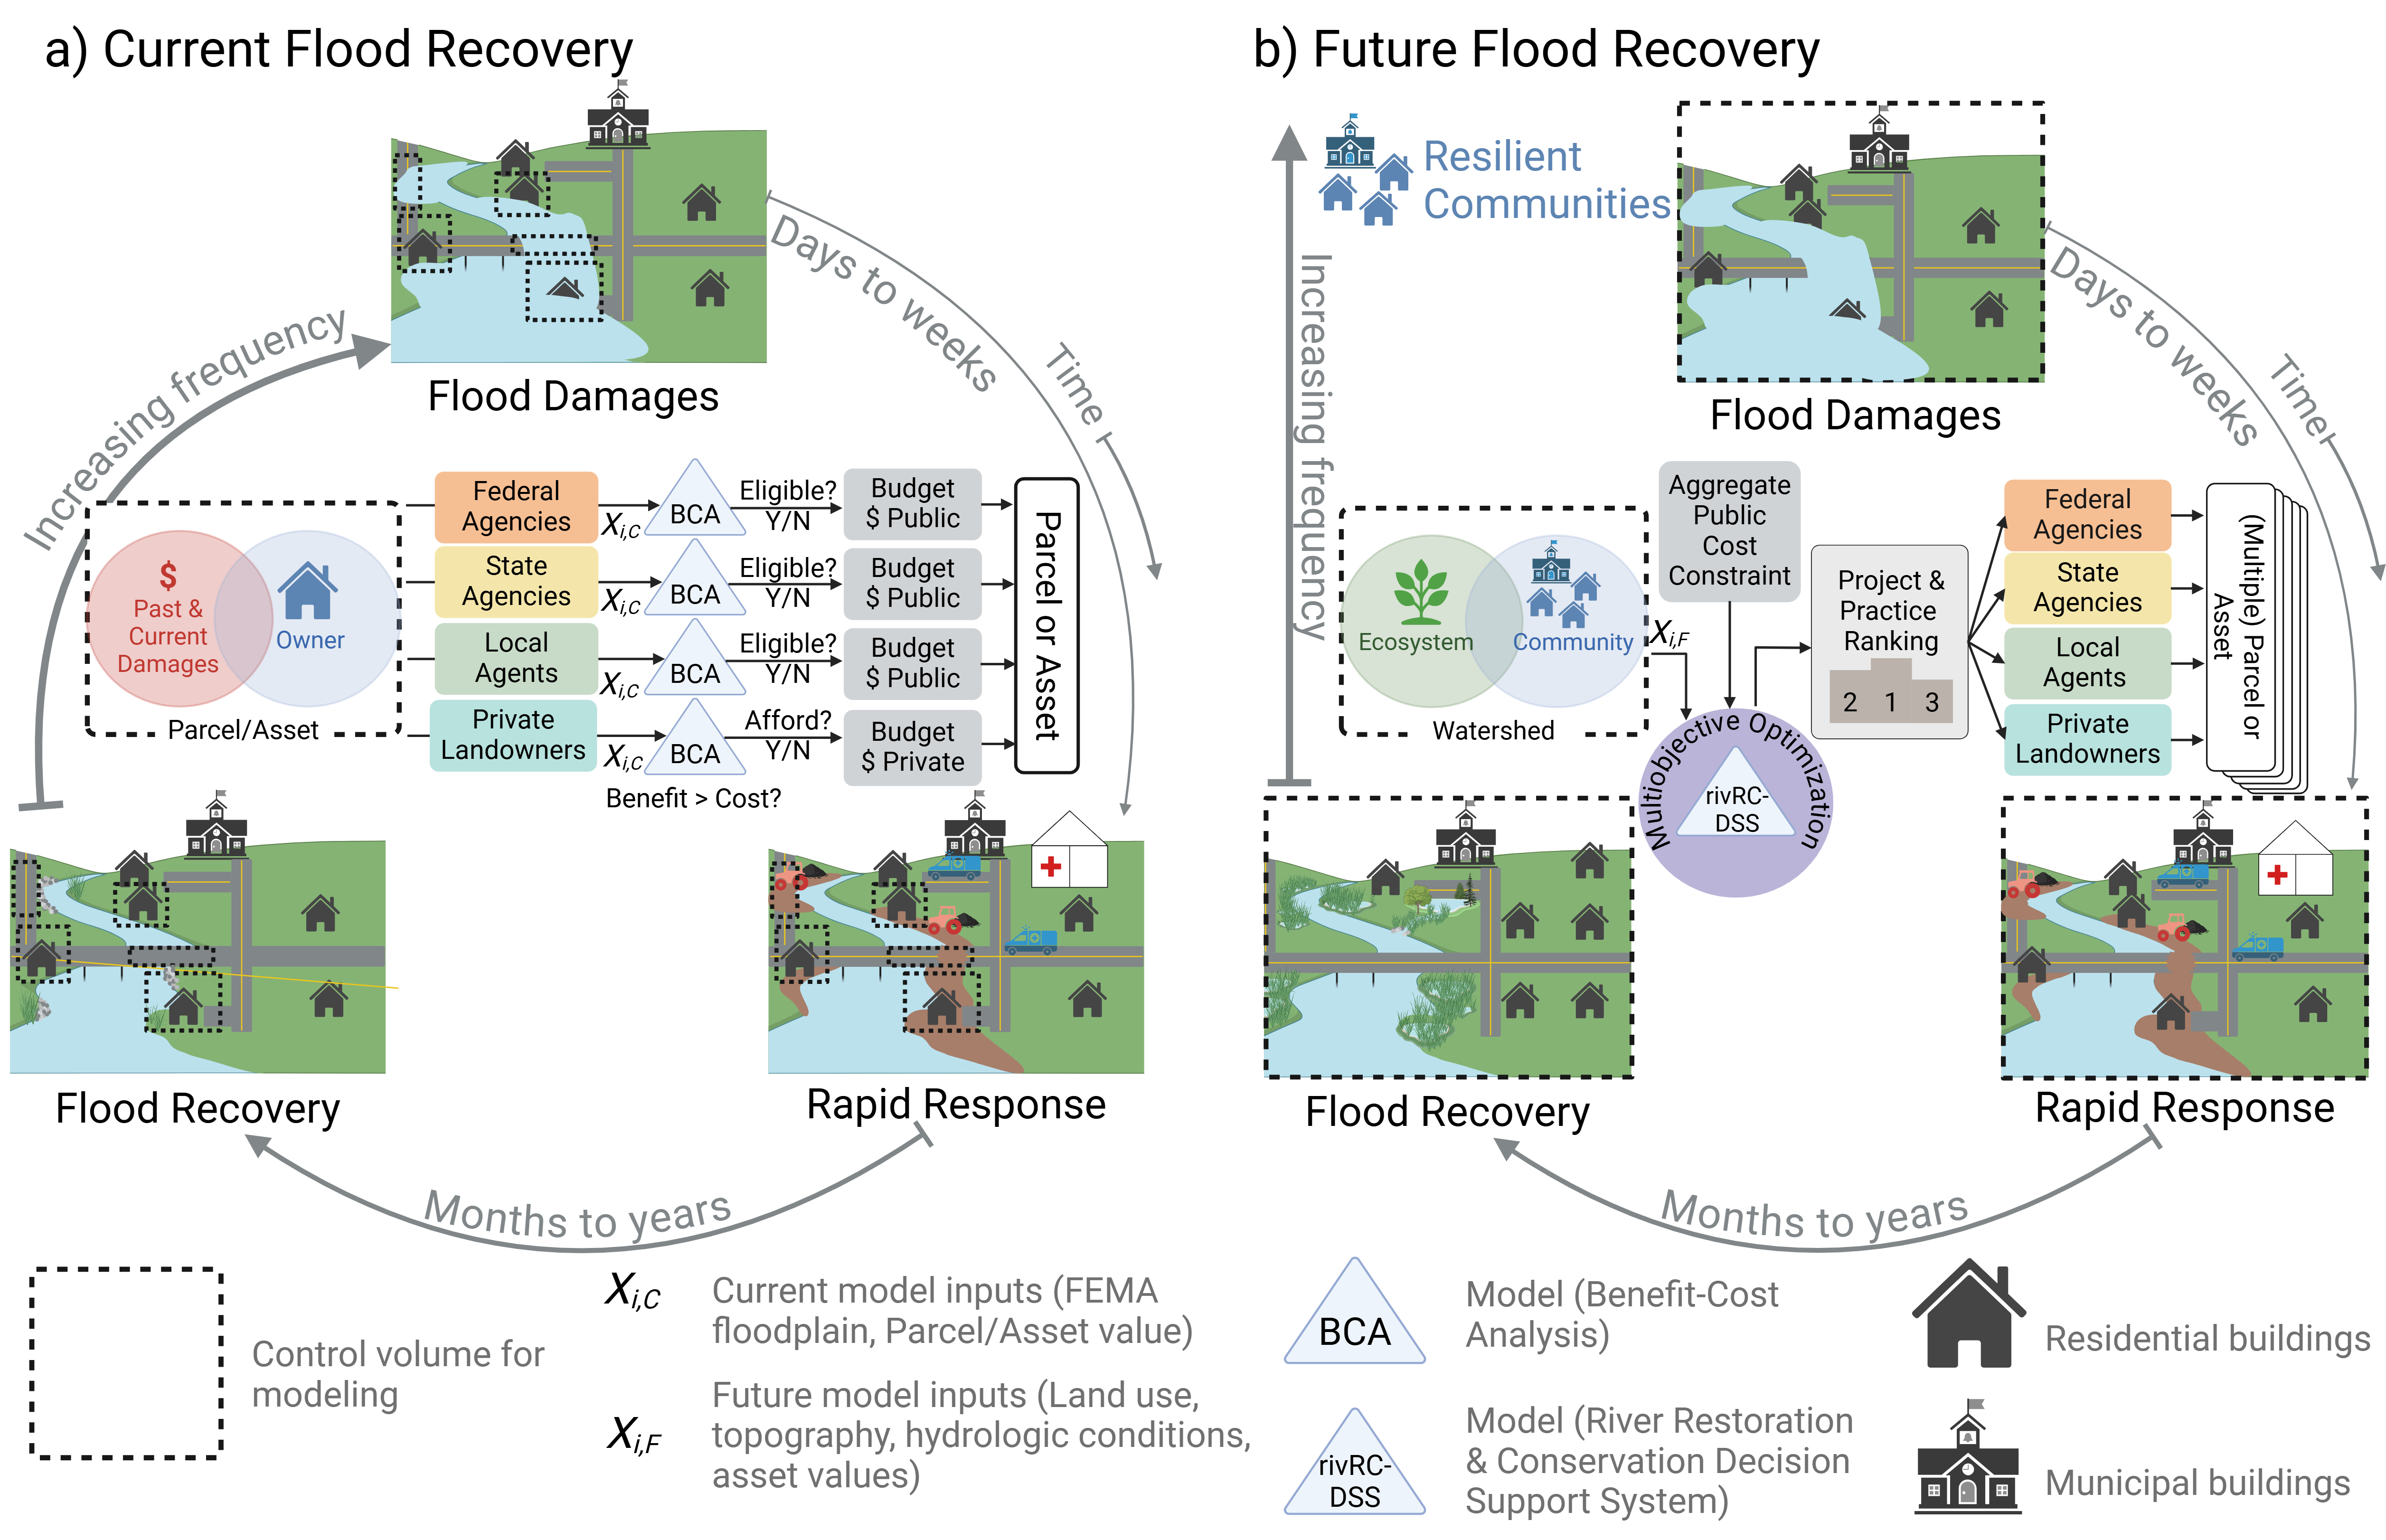 a) Current Flood Recovery
Increasing frequency
Flood Damages
Days to weeks
Time
$
Past &
Current
Damages
Owner
Parcel/Asset
Federal
Agencies
X i,C
BCA
Eligible?
Y/N
Budget
$ Public
State
Agencies
X i,C
BCA
Eligible?
Y/N
Budget
$ Public
Local
Agents
X i,C
BCA
Eligible?
Y/N
Budget
$ Public
Private
Landowners
X i,C
BCA
Afford?
Y/N
Budget
$ Private
Benefit > Cost?
Parcel or Asset
Flood Recovery
Rapid Response
Months to years
b) Future Flood Recovery
Resilient
Communities
Increasing frequency
Flood Damages
Days to weeks
Time
Ecosystem
Community
Watershed
X i,F
Aggregate
Public
Cost
Constraint
Multiobjective Optimization
rivRC-
DSS
Project &
Practice
Ranking
2 1 3
Federal
Agencies
State
Agencies
Local
Agents
Private
Landowners
(Multiple) Parcel or
Asset
Flood Recovery
Rapid Response
Months to years
Control volume for
modeling
X i,C
Current model inputs (FEMA
floodplain, Parcel/Asset value)
X i,F
Future model inputs (Land use,
topography, hydrologic conditions,
asset values)
BCA
Model (Benefit-Cost
Analysis)
rivRC-
DSS
Model (River Restoration
& Conservation Decision
Support System)
Residential buildings
Municipal buildings